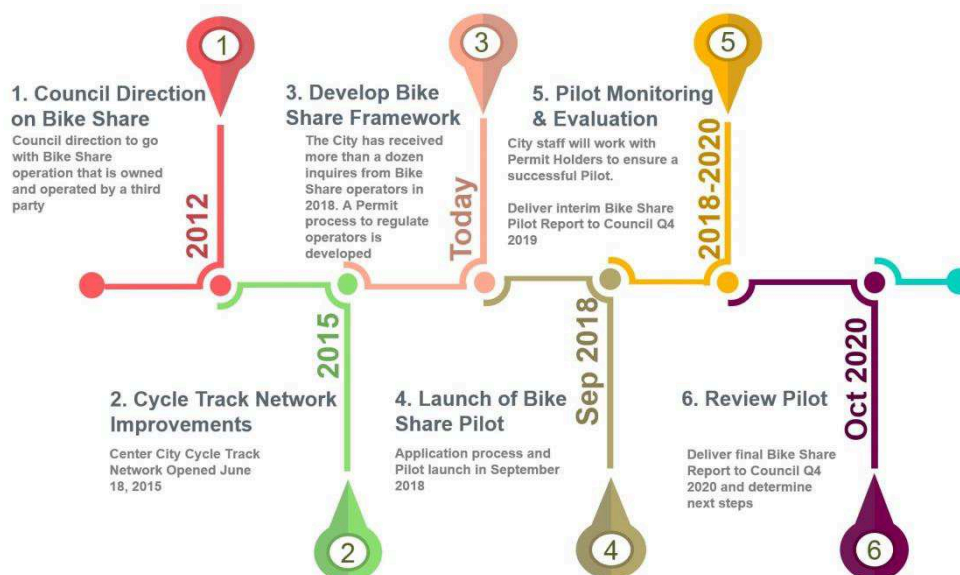 1
1. Council Direction
on Bike Share
Council direction to go
with Bike Share
operation that is owned
and operated by a third
party
2012
2015
2. Cycle Track Network
Improvements
Center City Cycle Track
Network Opened June
18, 2015
2
3
3. Develop Bike
Share Framework
The City has received
more than a dozen
inquires from Bike
Share operators in
2018. A Permit
process to regulate
operators is
developed
Today
Sep 2018
4. Launch of Bike
Share Pilot
Application process and
Pilot launch in September
2018
4
5
5. Pilot Monitoring
& Evaluation
City staff will work with
Permit Holders to ensure a
successful Pilot.
Deliver interim Bike Share
Pilot Report to Council Q4
2019
2018-2020
Oct 2020
6. Review Pilot
Deliver final Bike Share
Report to Council Q4
2020 and determine
next steps
6